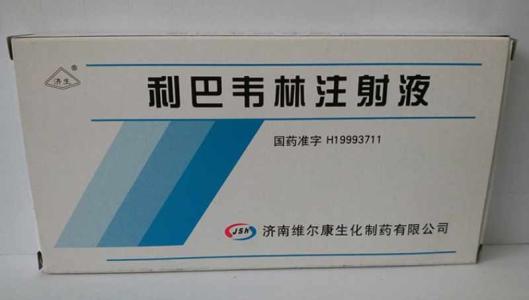 济生®
利巴韦林注射液
国药准字 H19993711
JSK 济南维尔康生化制药有限公司